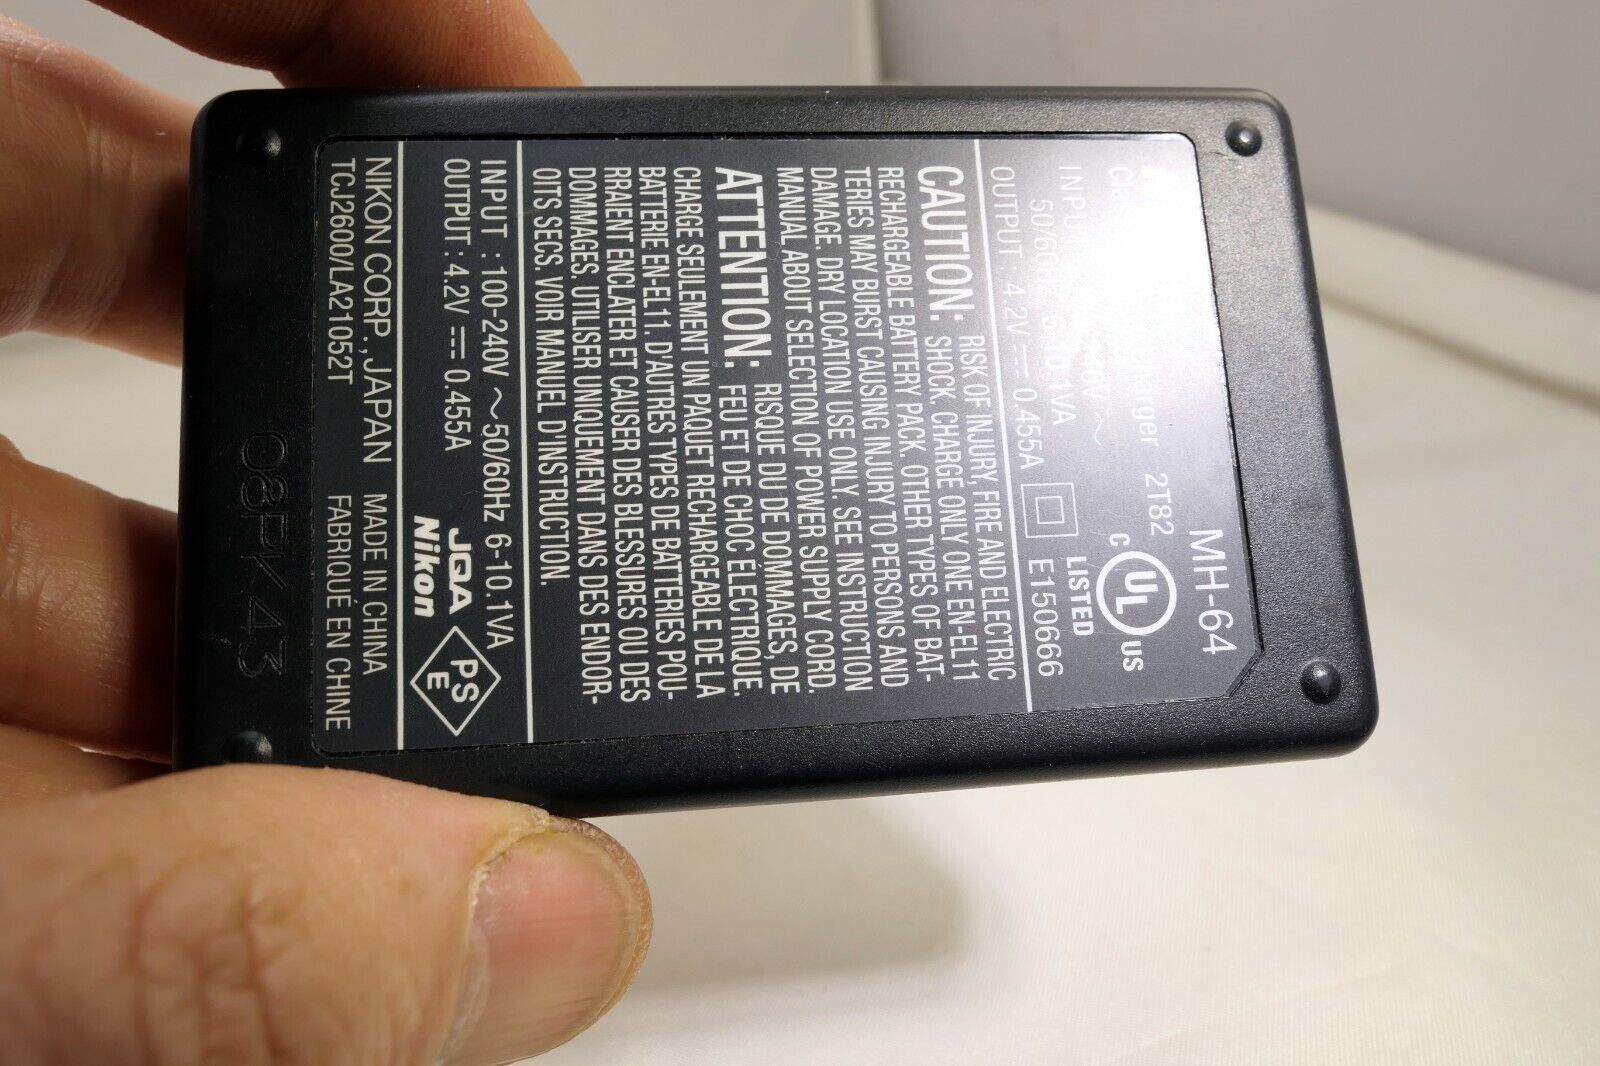 MH-64
2T82
C UL US
LISTED
INPUT
50/60Hz 6-10.1VA
OUTPUT : 4.2V ⎓ 0.455A E150666
CAUTION: RISK OF INJURY, FIRE AND ELECTRIC
SHOCK, CHARGE ONLY ONE EN-EL11
RECHARGEABLE BATTERY PACK. OTHER TYPES OF BAT-
TERIES MAY BURST CAUSING INJURY TO PERSONS AND
DAMAGE. DRY LOCATION USE ONLY. SEE INSTRUCTION
MANUAL ABOUT SELECTION OF POWER SUPPLY CORD.
ATTENTION: RISQUE DU DE DOMMAGES, DE
FEU ET DE CHOC ÉLECTRIQUE.
CHARGE SEULEMENT UN PAQUET RECHARGEABLE DE LA
BATTERIE EN-EL11. D'AUTRES TYPES DE BATTERIES POU-
RRAIENT ENCLATER ET CAUSER DES BLESSURES OU DES
DOMMAGES. UTILISER UNIQUEMENT DANS DES ENDOR-
OITS SECS. VOIR MANUEL D'INSTRUCTION.
INPUT : 100-240V ~50/60Hz 6-10.1VA
OUTPUT : 4.2V ⎓ 0.455A
JQA
Nikon
PS
E
NIKON CORP., JAPAN MADE IN CHINA
TCJ2600/LA21052T FABRIQUÉ EN CHINE
08PK43